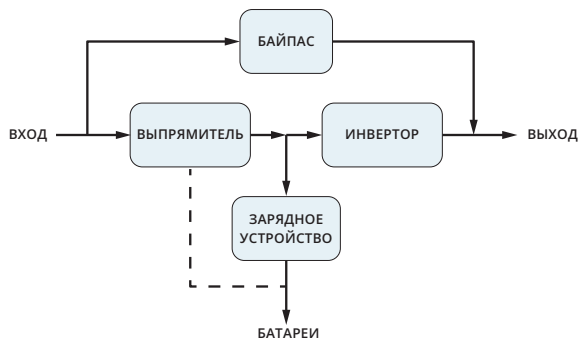 БАЙПАС
ВХОД
ВЫПРЯМИТЕЛЬ
ИНВЕРТОР
ВЫХОД
ЗАРЯДНОЕ
УСТРОЙСТВО
БАТАРЕИ